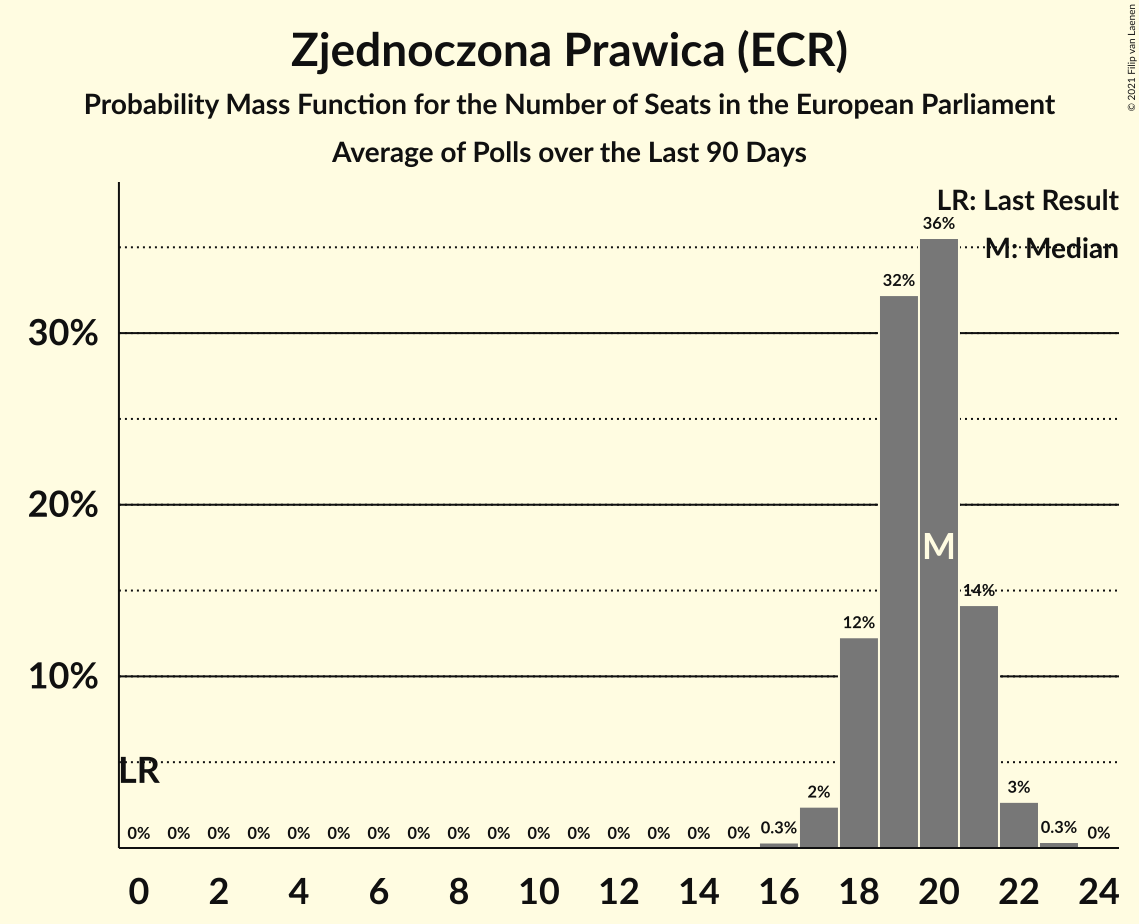 Zjednoczona Prawica (ECR)
Probability Mass Function for the Number of Seats in the European Parliament
Average of Polls over the Last 90 Days
© 2021 Filip van Laenen
LR: Last Result
M: Median
36%
32%
30%
20%
M
14%
12%
10%
LR
2%
3%
0% 0% 0% 0% 0% 0% 0% 0% 0% 0% 0% 0% 0% 0% 0% 0% 0.3% 0.3% 0%
0 2 4 6 8 10 12 14 16 18 20 22 24